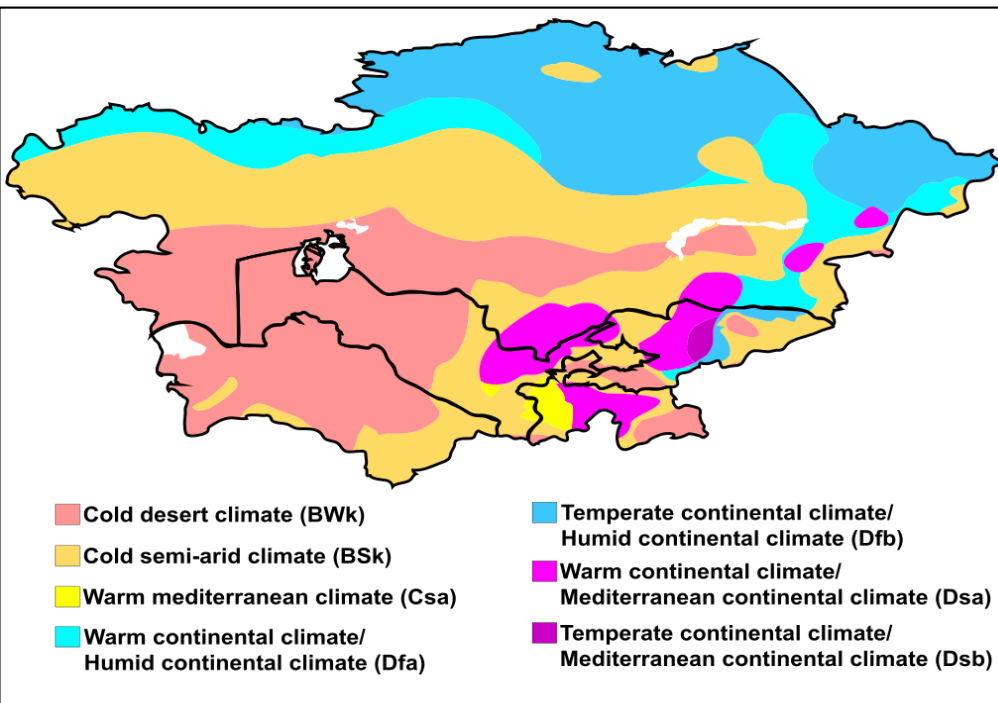 Cold desert climate (BWk)
Cold semi-arid climate (BSk)
Warm mediterranean climate (Csa)
Warm continental climate/
Humid continental climate (Dfa)
Temperate continental climate/
Humid continental climate (Dfb)
Warm continental climate/
Mediterranean continental climate (Dsa)
Temperate continental climate/
Mediterranean continental climate (Dsb)